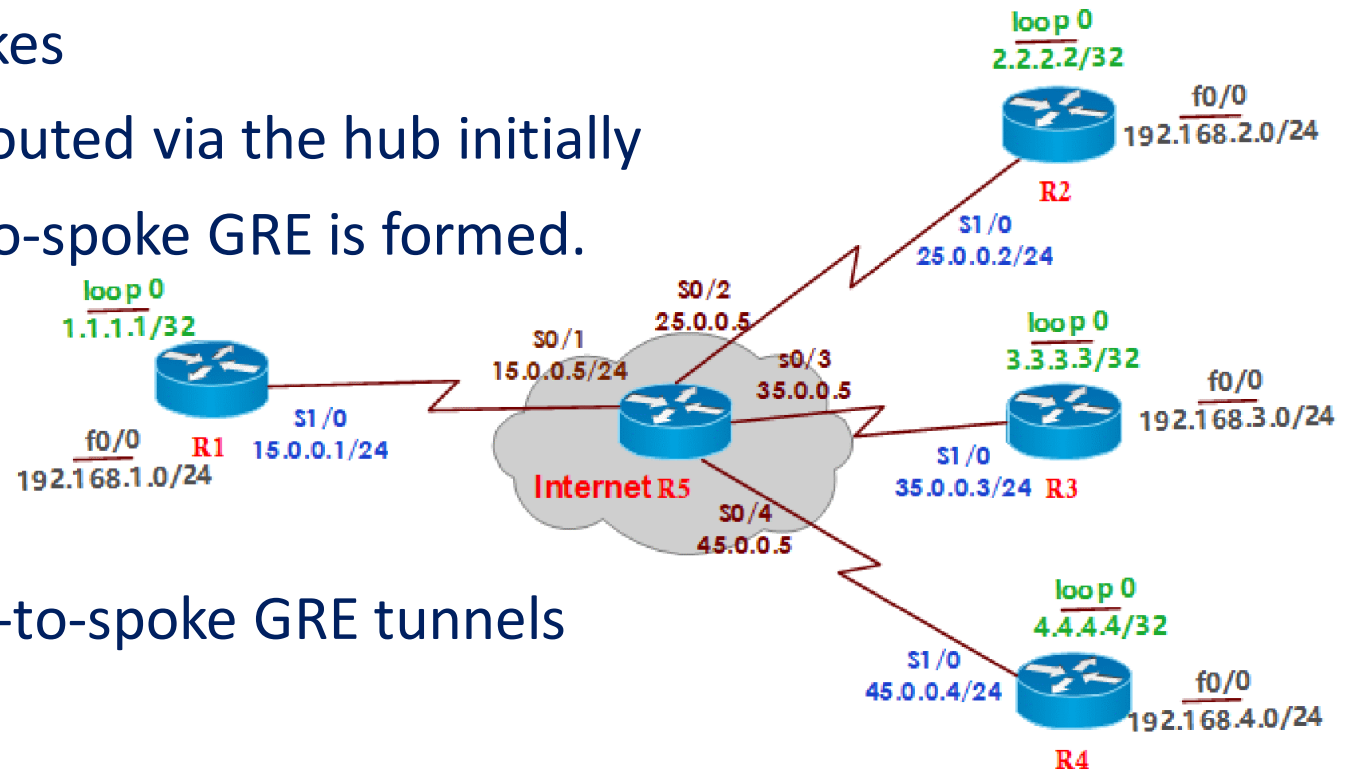 kes
outed via the hub initially
o-spoke GRE is formed.
-to-spoke GRE tunnels
loop 0
1.1.1.1/32
f0/0
192.168.1.0/24
R1
S1/0
15.0.0.1/24
S0/1
15.0.0.5/24
S0/2
25.0.0.5
s0/3
35.0.0.5
Internet R5
S0/4
45.0.0.5
loop 0
2.2.2.2/32
f0/0
192.168.2.0/24
R2
S1/0
25.0.0.2/24
loop 0
3.3.3.3/32
f0/0
192.168.3.0/24
S1/0
35.0.0.3/24 R3
loop 0
4.4.4.4/32
S1/0
45.0.0.4/24
f0/0
192.168.4.0/24
R4